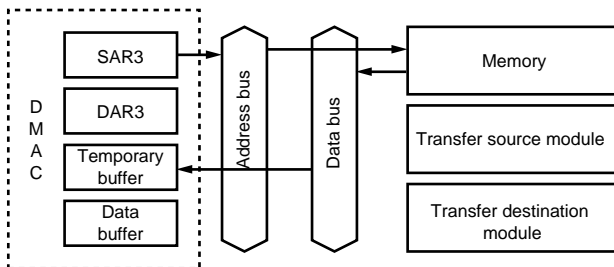 SAR3
DAR3
Temporary
buffer
Data
buffer
D
M
A
C
Address bus
Data bus
Memory
Transfer source module
Transfer destination
module